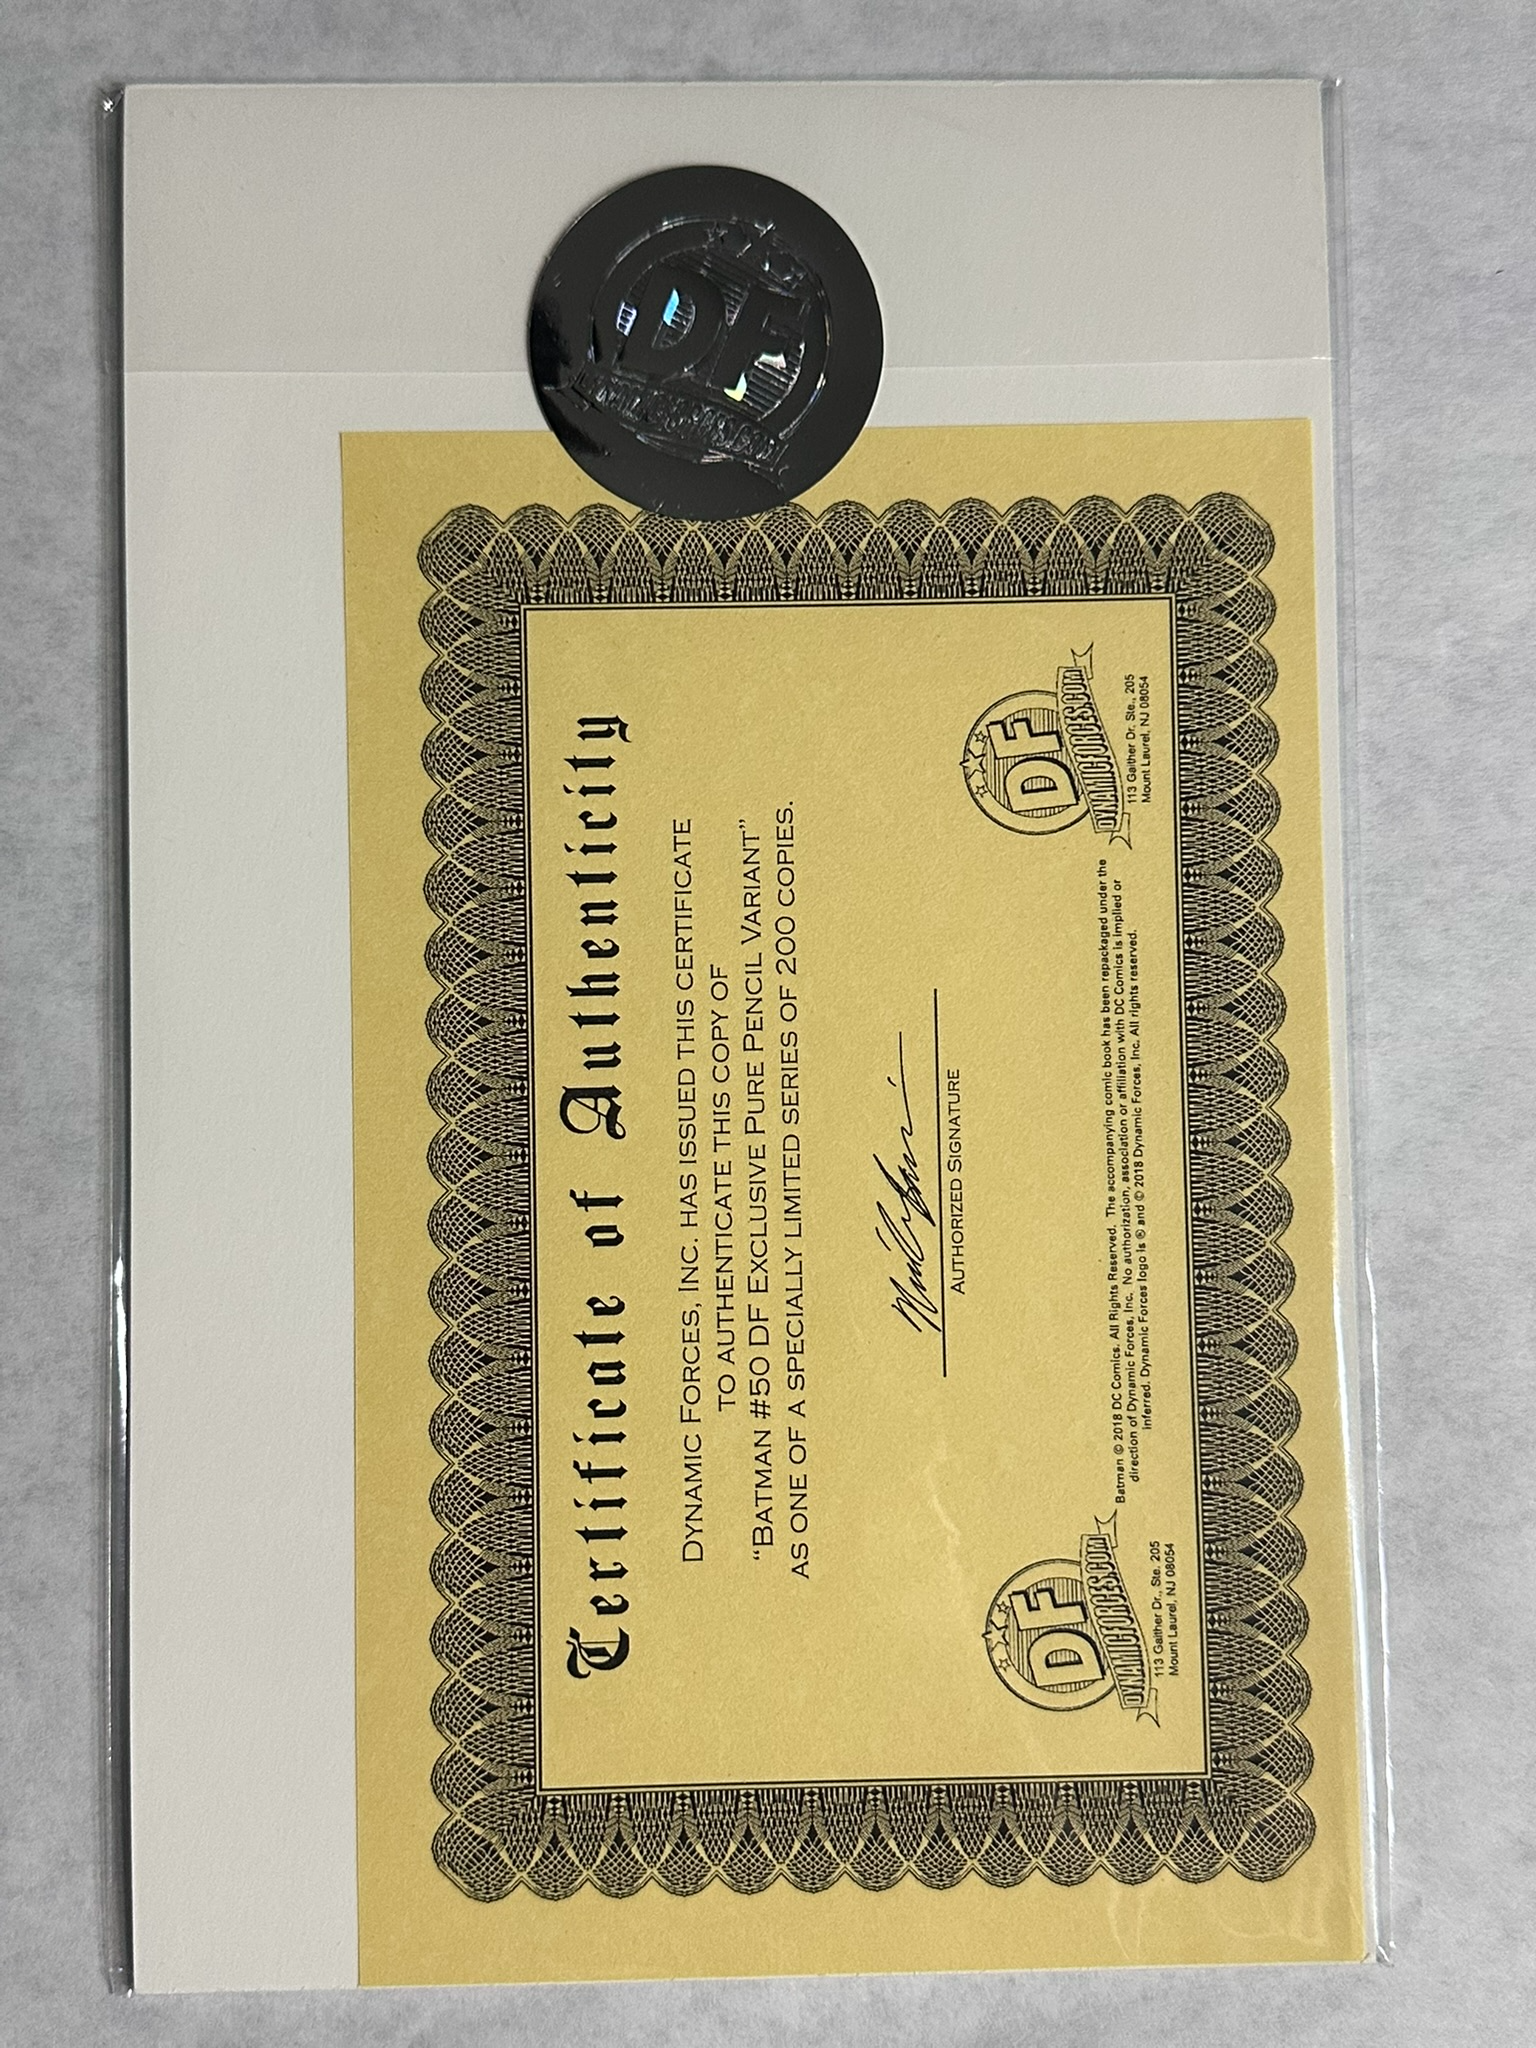 Certificate of Authenticity
DYNAMIC FORCES, INC. HAS ISSUED THIS CERTIFICATE
TO AUTHENTICATE THIS COPY OF
“BATMAN #50 DF EXCLUSIVE PURE PENCIL VARIANT”
AS ONE OF A SPECIALLY LIMITED SERIES OF 200 COPIES.
AUTHORIZED SIGNATURE
DF
DYNAMICFORCES.COM
113 Gaither Dr., Ste. 205
Mount Laurel, NJ 08054
Batman © 2018 DC Comics. All Rights Reserved. The accompanying comic book has been repackaged under the
direction of Dynamic Forces, Inc. No authorization, association or affiliation with DC Comics is implied or
inferred. Dynamic Forces logo is ® and © 2018 Dynamic Forces, Inc. All rights reserved.
DF
DYNAMICFORCES.COM
113 Gaither Dr. Ste., 205
Mount Laurel, NJ 08054
DF
DYNAMICFORCES.COM